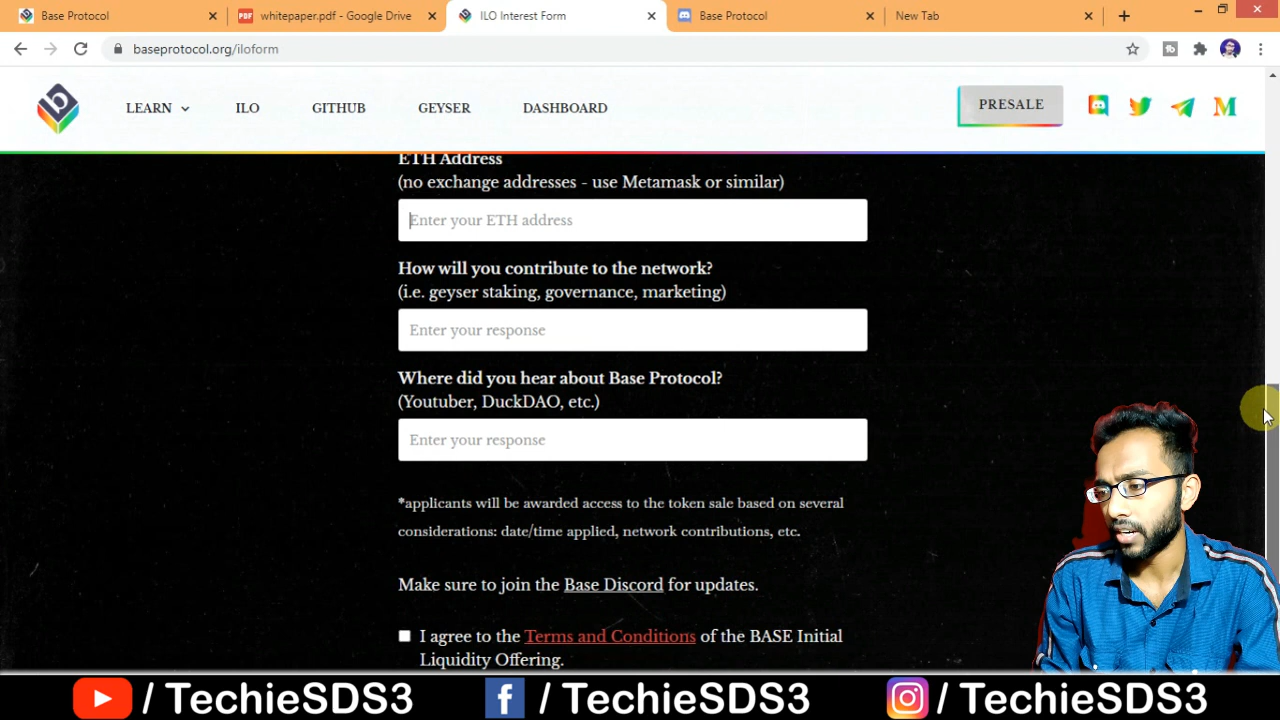 Base Protocol
whitepaper.pdf - Google Drive
ILO Interest Form
Base Protocol
New Tab
baseprotocol.org/iloform
LEARN
ILO
GITHUB
GEYSER
DASHBOARD
PRESALE
ETH Address
(no exchange addresses - use Metamask or similar)
Enter your ETH address
How will you contribute to the network?
(i.e. geyser staking, governance, marketing)
Enter your response
Where did you hear about Base Protocol?
(Youtuber, DuckDAO, etc.)
Enter your response
*applicants will be awarded access to the token sale based on several
considerations: date/time applied, network contributions, etc.
Make sure to join the Base Discord for updates.
I agree to the Terms and Conditions of the BASE Initial
Liquidity Offering.
/ TechieSDS3
/ TechieSDS3
/ TechieSDS3